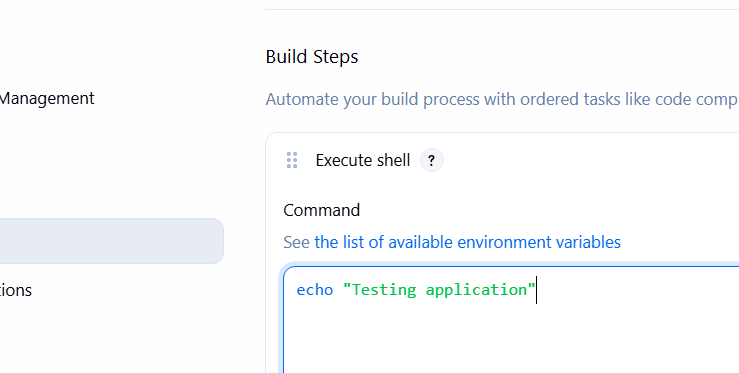 Build Steps
Management
Automate your build process with ordered tasks like code comp
Execute shell ?
Command
See the list of available environment variables
tions
echo "Testing application"